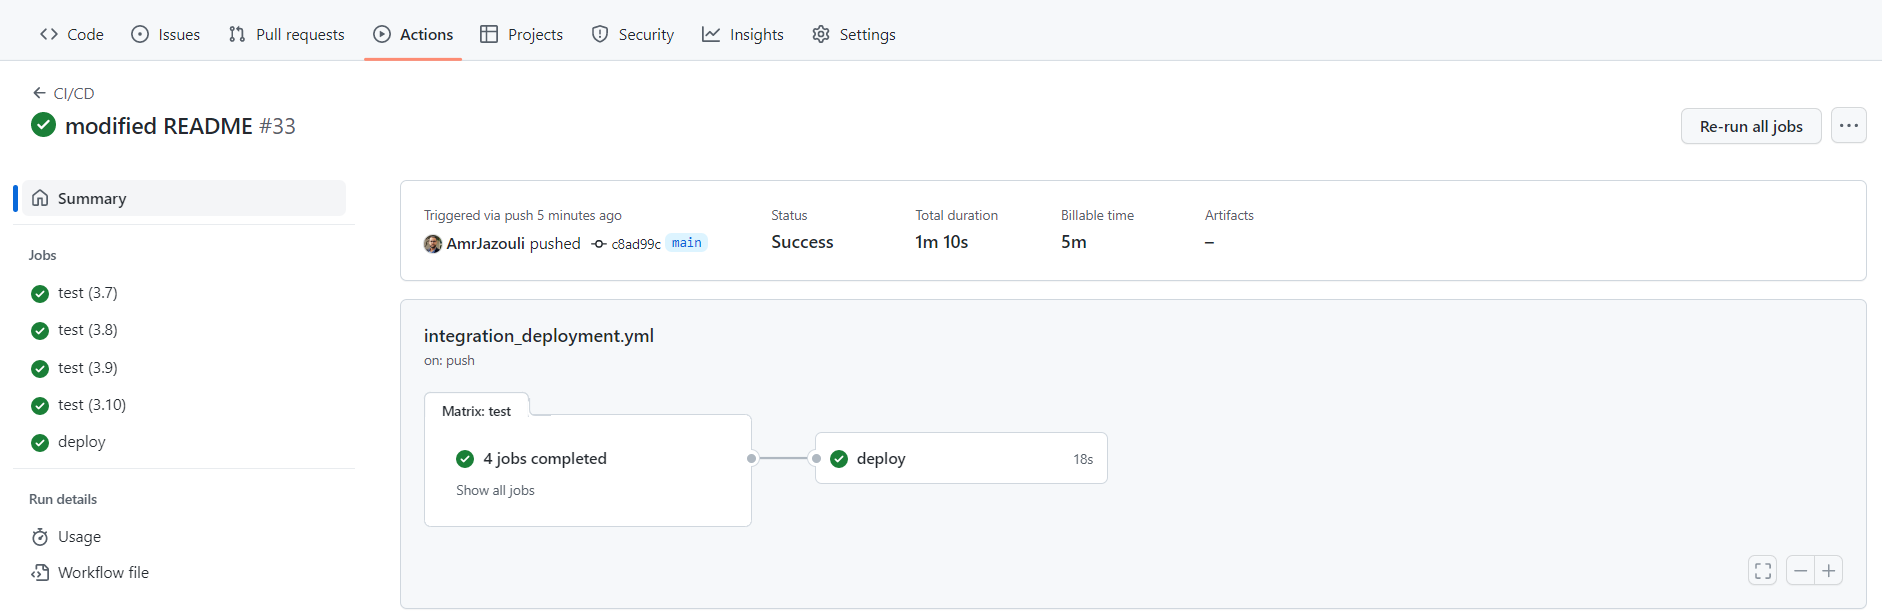 Code Issues Pull requests Actions Projects Security Insights Settings
CI/CD
modified README #33
Re-run all jobs
Summary
Jobs
test (3.7)
test (3.8)
test (3.9)
test (3.10)
deploy
Run details
Usage
Workflow file
Triggered via push 5 minutes ago
AmrJazouli pushed c8ad99c main
Status
Success
Total duration
1m 10s
Billable time
5m
Artifacts
–
integration_deployment.yml
on: push
Matrix: test
4 jobs completed
Show all jobs
deploy 18s